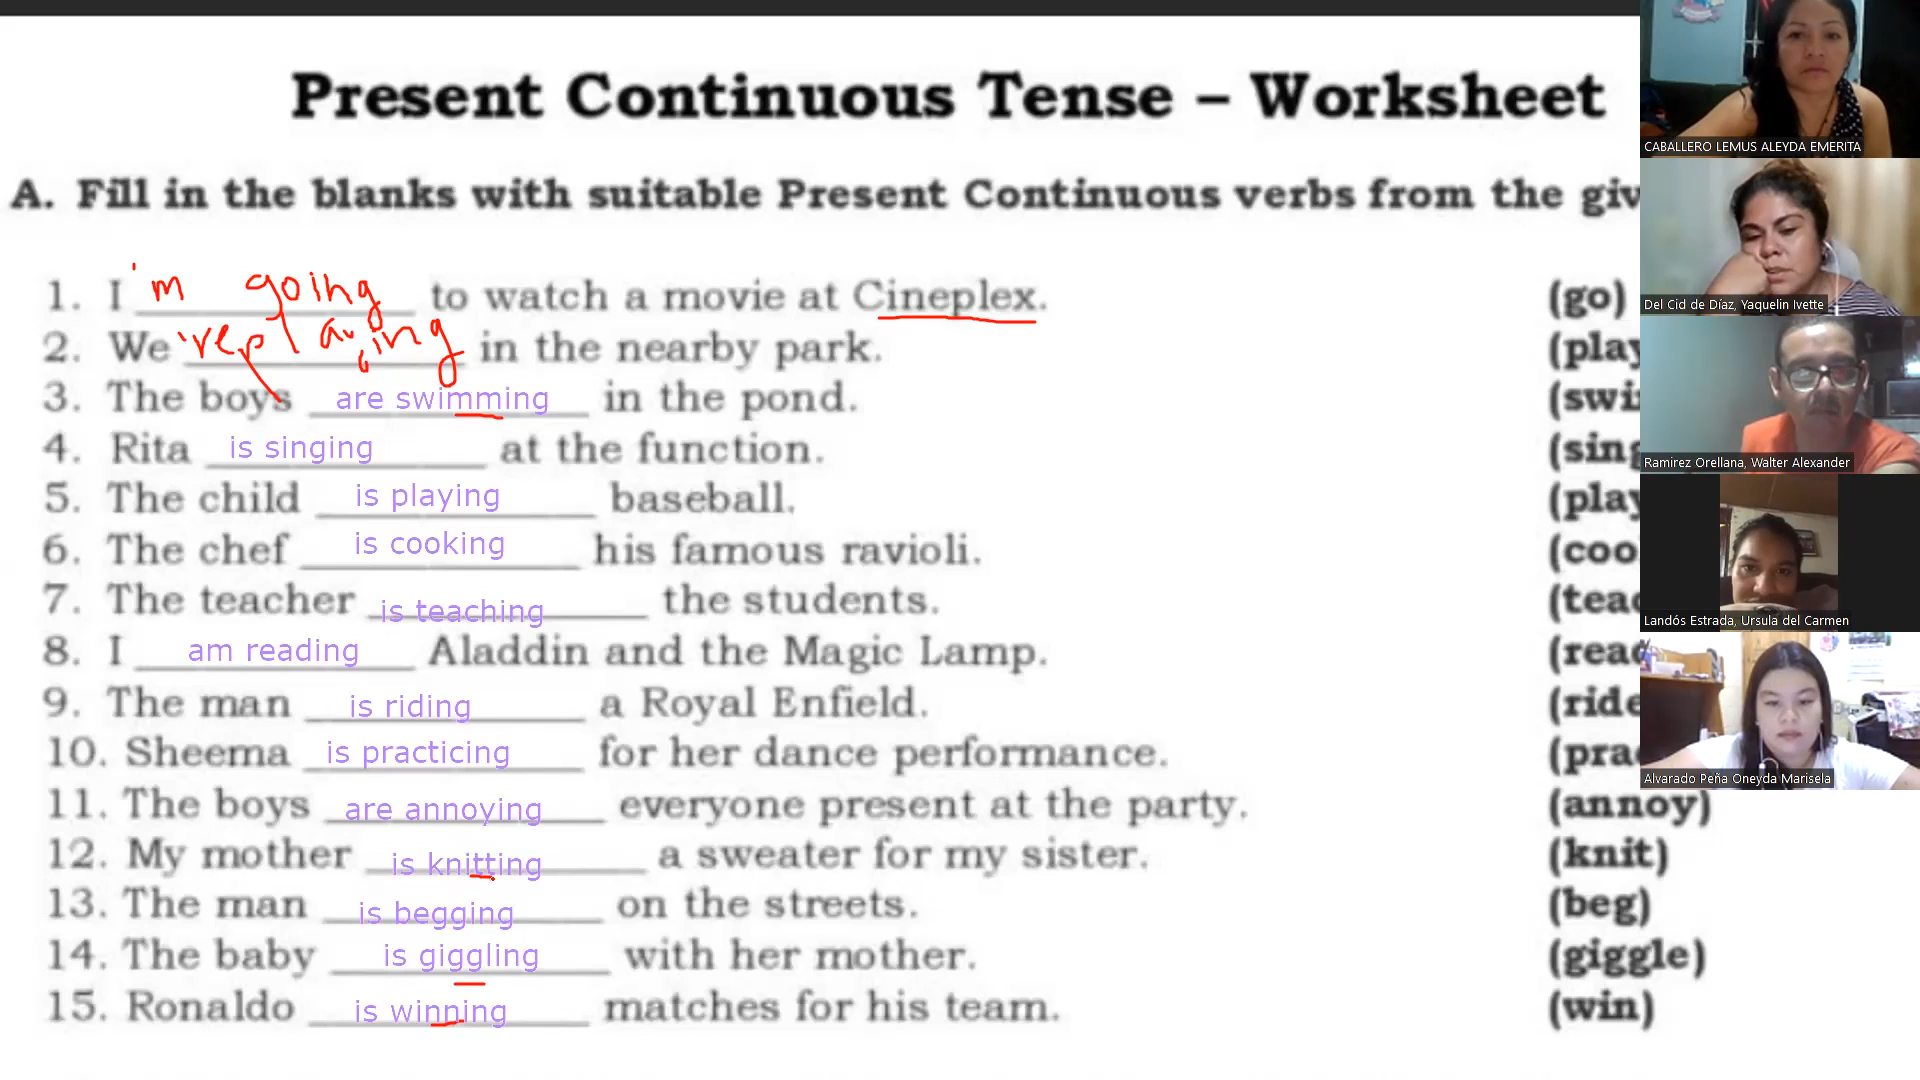 Present Continuous Tense – Worksheet
A. Fill in the blanks with suitable Present Continuous verbs from the giv
1. I 'm going to watch a movie at Cineplex. (go)
2. We 're playing in the nearby park. (play
3. The boys are swimming in the pond. (swi
4. Rita is singing at the function. (sing
5. The child is playing baseball. (play
6. The chef is cooking his famous ravioli. (coo
7. The teacher is teaching the students. (teac
8. I am reading Aladdin and the Magic Lamp. (read
9. The man is riding a Royal Enfield. (ride
10. Sheema is practicing for her dance performance. (pra
11. The boys are annoying everyone present at the party. (annoy)
12. My mother is knitting a sweater for my sister. (knit)
13. The man is begging on the streets. (beg)
14. The baby is giggling with her mother. (giggle)
15. Ronaldo is winning matches for his team. (win)
CABALLERO LEMUS ALEYDA EMERITA
Del Cid de Díaz, Yaquelin Ivette
Ramirez Orellana, Walter Alexander
Landós Estrada, Ursula del Carmen
Alvarado Peña Oneyda Marisela